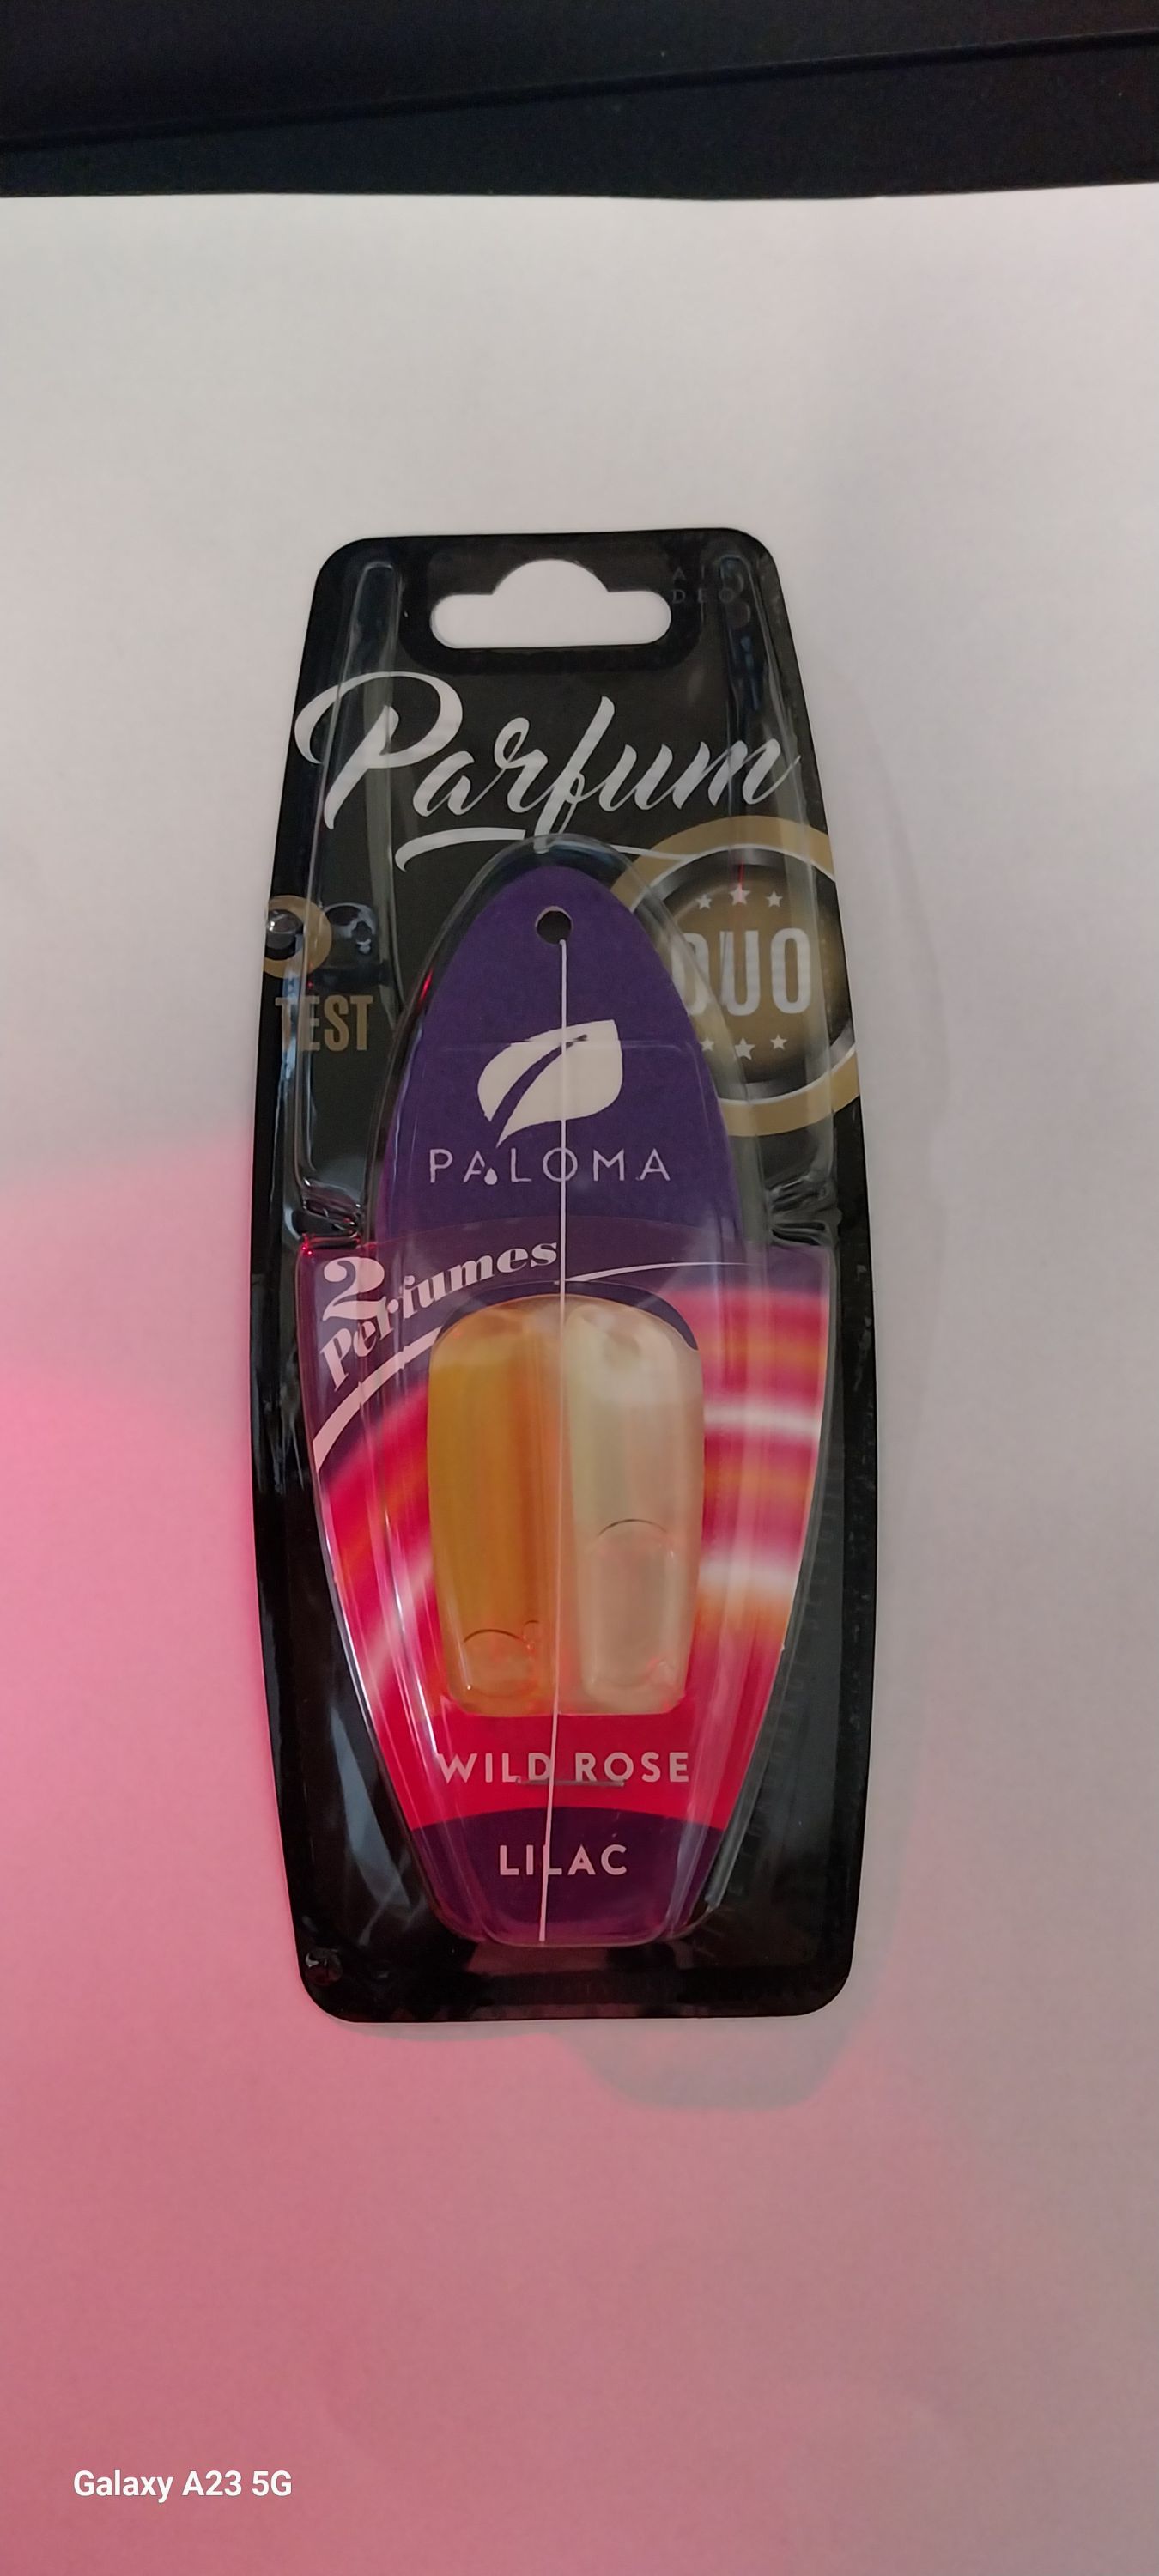 Parfum
DUO
TEST
PALOMA
2
Perfumes
WILD ROSE
LILAC
Galaxy A23 5G